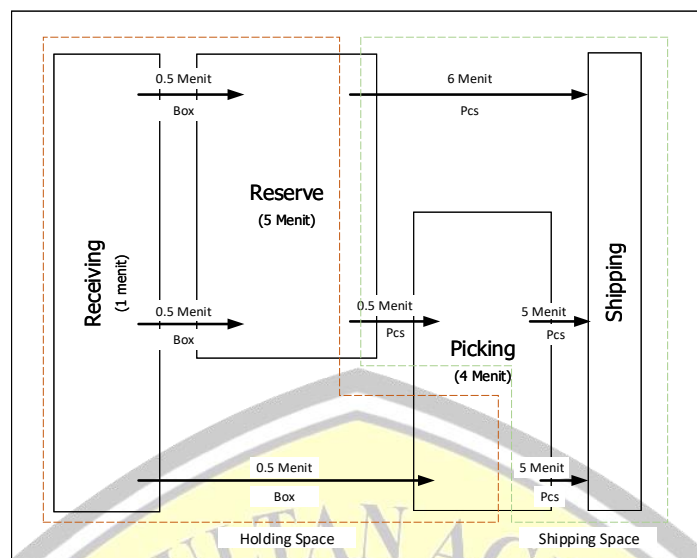 0.5 Menit
Box
6 Menit
Pcs
Reserve
(5 Menit)
Receiving
(1 menit)
Shipping
0.5 Menit
Box
0.5 Menit
Pcs
5 Menit
Pcs
Picking
(4 Menit)
0.5 Menit
Box
5 Menit
Pcs
Holding Space
Shipping Space